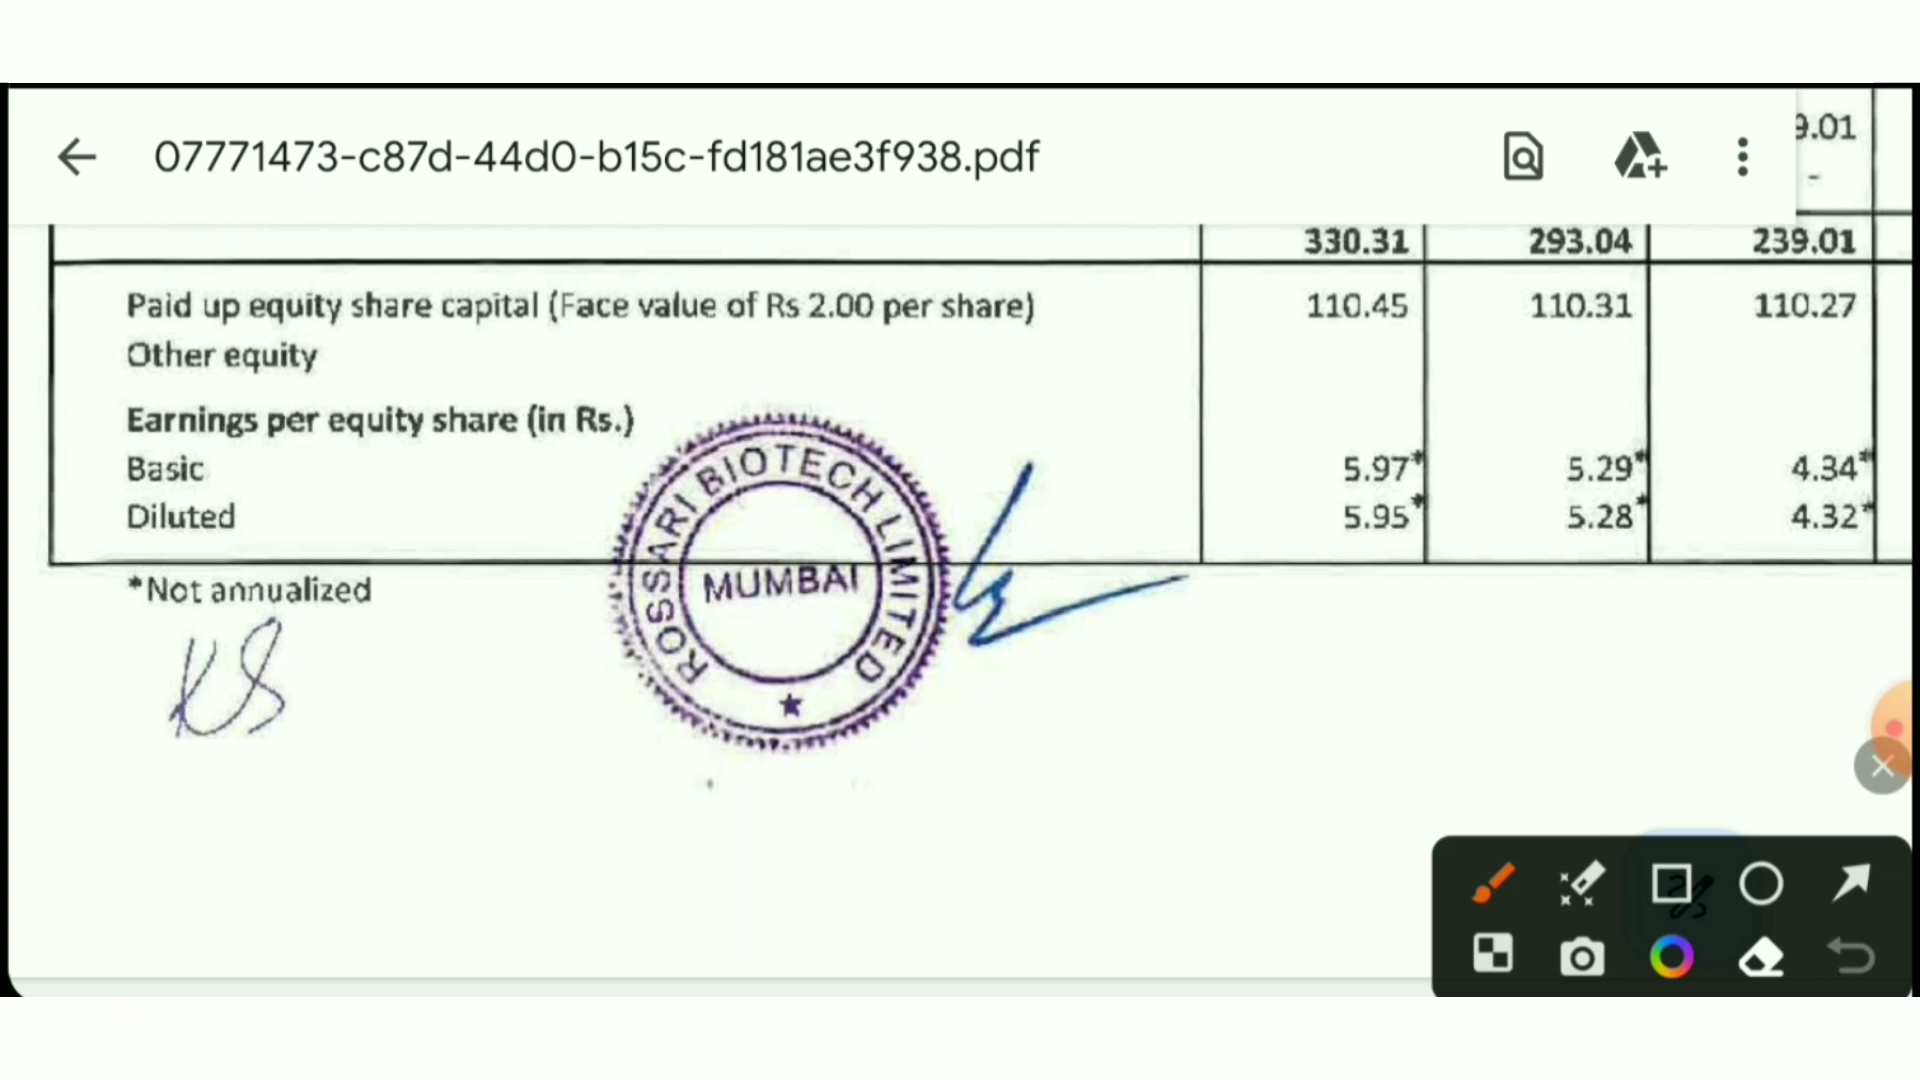 07771473-c87d-44d0-b15c-fd181ae3f938.pdf
9.01
-
330.31 293.04 239.01
Paid up equity share capital (Face value of Rs 2.00 per share) 110.45 110.31 110.27
Other equity
Earnings per equity share (in Rs.)
Basic 5.97* 5.29* 4.34*
Diluted 5.95* 5.28* 4.32*
*Not annualized
ROSSARI BIOTECH LIMITED
MUMBAI